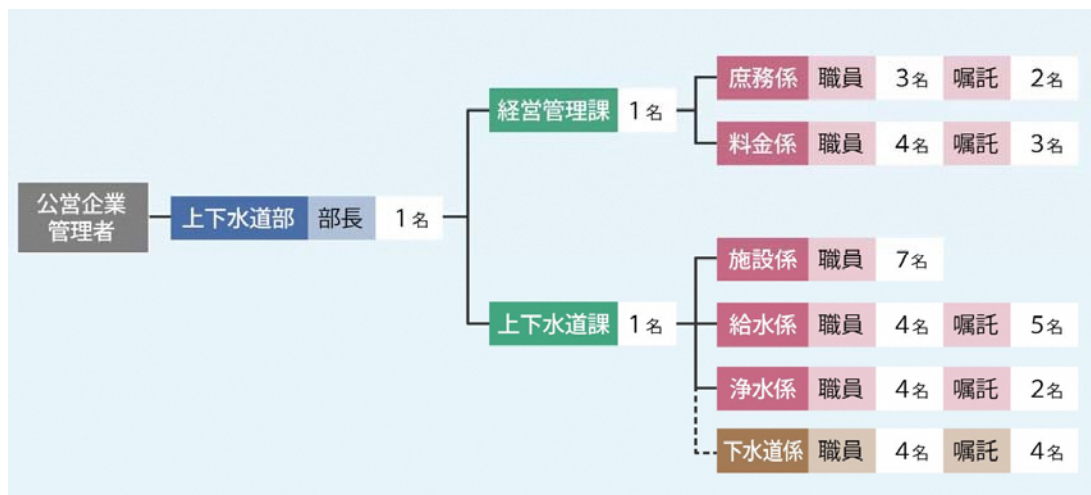 公営企業
管理者
上下水道部 部長 1名
経営管理課 1名
庶務係 職員 3名 嘱託 2名
料金係 職員 4名 嘱託 3名
上下水道課 1名
施設係 職員 7名
給水係 職員 4名 嘱託 5名
浄水係 職員 4名 嘱託 2名
下水道係 職員 4名 嘱託 4名